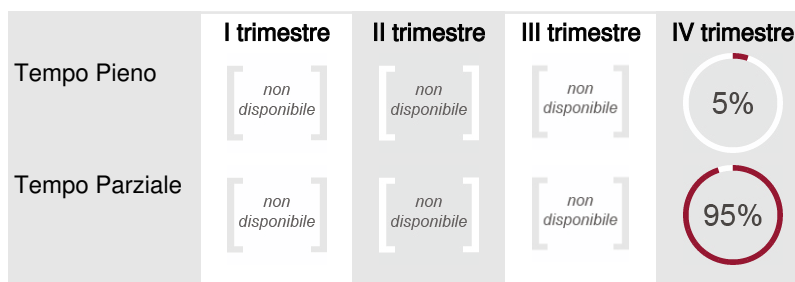 I trimestre II trimestre III trimestre IV trimestre
Tempo Pieno
non disponibile
non disponibile
non disponibile
5%
Tempo Parziale
non disponibile
non disponibile
non disponibile
95%